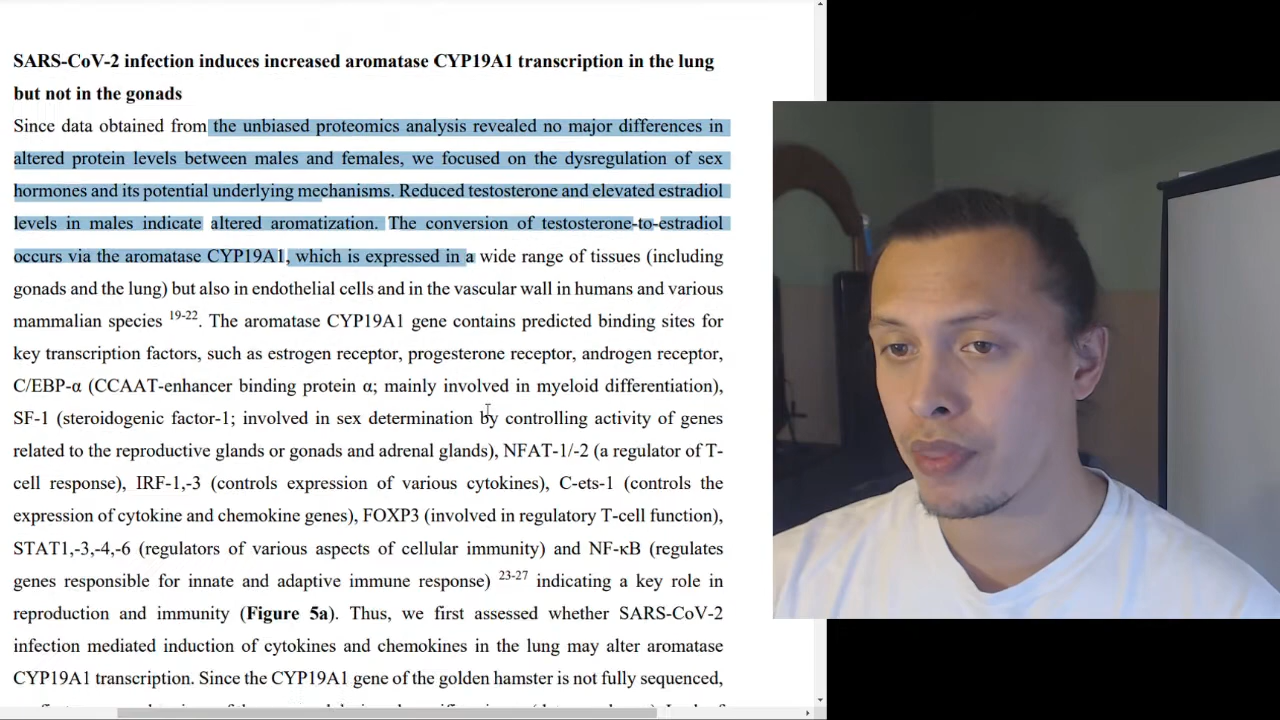 SARS-CoV-2 infection induces increased aromatase CYP19A1 transcription in the lung
but not in the gonads
Since data obtained from the unbiased proteomics analysis revealed no major differences in
altered protein levels between males and females, we focused on the dysregulation of sex
hormones and its potential underlying mechanisms. Reduced testosterone and elevated estradiol
levels in males indicate altered aromatization. The conversion of testosterone-to-estradiol
occurs via the aromatase CYP19A1, which is expressed in a wide range of tissues (including
gonads and the lung) but also in endothelial cells and in the vascular wall in humans and various
mammalian species 19-22. The aromatase CYP19A1 gene contains predicted binding sites for
key transcription factors, such as estrogen receptor, progesterone receptor, androgen receptor,
C/EBP-α (CCAAT-enhancer binding protein α; mainly involved in myeloid differentiation),
SF-1 (steroidogenic factor-1; involved in sex determination by controlling activity of genes
related to the reproductive glands or gonads and adrenal glands), NFAT-1/-2 (a regulator of T-
cell response), IRF-1,-3 (controls expression of various cytokines), C-ets-1 (controls the
expression of cytokine and chemokine genes), FOXP3 (involved in regulatory T-cell function),
STAT1,-3,-4,-6 (regulators of various aspects of cellular immunity) and NF-κB (regulates
genes responsible for innate and adaptive immune response) 23-27 indicating a key role in
reproduction and immunity (Figure 5a). Thus, we first assessed whether SARS-CoV-2
infection mediated induction of cytokines and chemokines in the lung may alter aromatase
CYP19A1 transcription. Since the CYP19A1 gene of the golden hamster is not fully sequenced,